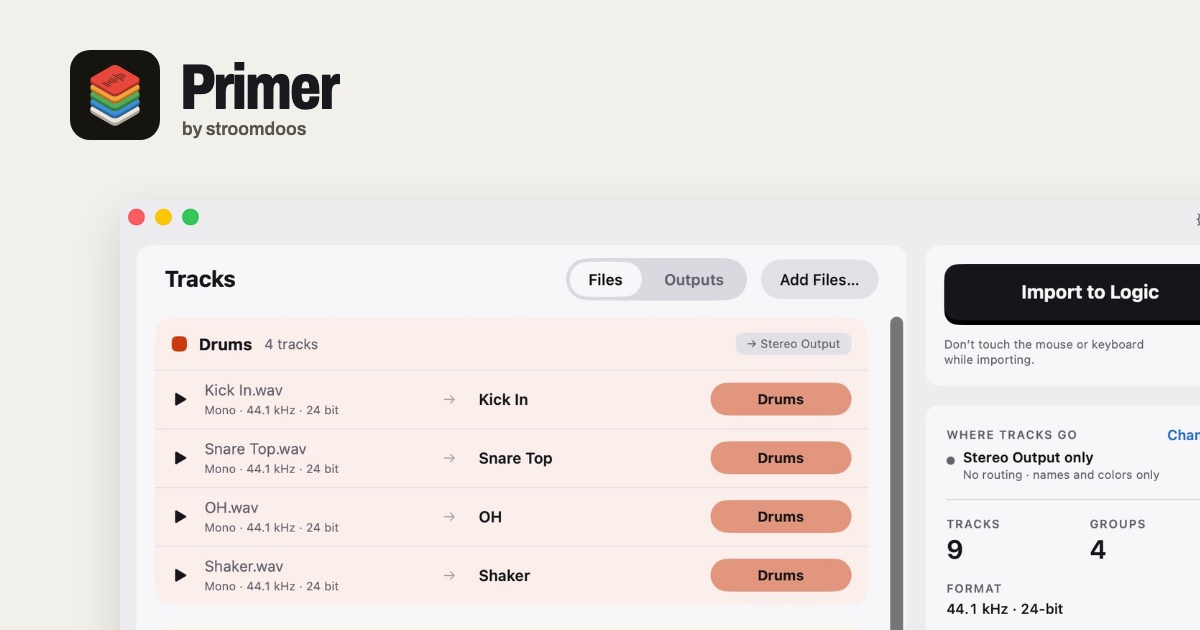 Primer
by stroomdoos
Tracks
Files
Outputs
Add Files...
Drums 4 tracks
→ Stereo Output
Kick In.wav
Mono · 44.1 kHz · 24 bit
→ Kick In
Drums
Snare Top.wav
Mono · 44.1 kHz · 24 bit
→ Snare Top
Drums
OH.wav
Mono · 44.1 kHz · 24 bit
→ OH
Drums
Shaker.wav
Mono · 44.1 kHz · 24 bit
→ Shaker
Drums
Import to Logic
Don't touch the mouse or keyboard
while importing.
WHERE TRACKS GO
Stereo Output only
No routing · names and colors only
TRACKS
9
GROUPS
4
FORMAT
44.1 kHz · 24-bit